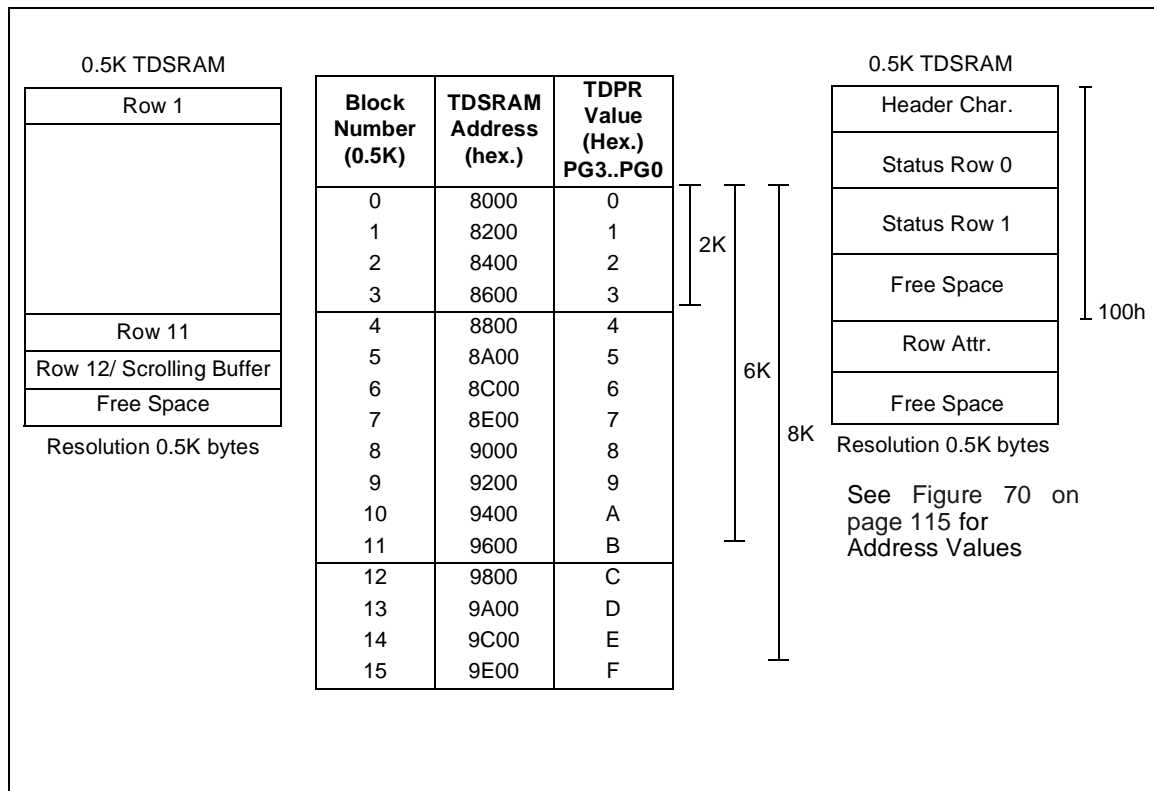 0.5K TDSRAM
Row 1
Row 11
Row 12/ Scrolling Buffer
Free Space
Resolution 0.5K bytes
Block Number (0.5K) TDSRAM Address (hex.) TDPR Value (Hex.) PG3..PG0
0 8000 0
1 8200 1
2 8400 2
3 8600 3
4 8800 4
5 8A00 5
6 8C00 6
7 8E00 7
8 9000 8
9 9200 9
10 9400 A
11 9600 B
12 9800 C
13 9A00 D
14 9C00 E
15 9E00 F
2K
6K
8K
0.5K TDSRAM
Header Char.
Status Row 0
Status Row 1
Free Space
100h
Row Attr.
Free Space
Resolution 0.5K bytes
See Figure 70 on
page 115 for
Address Values